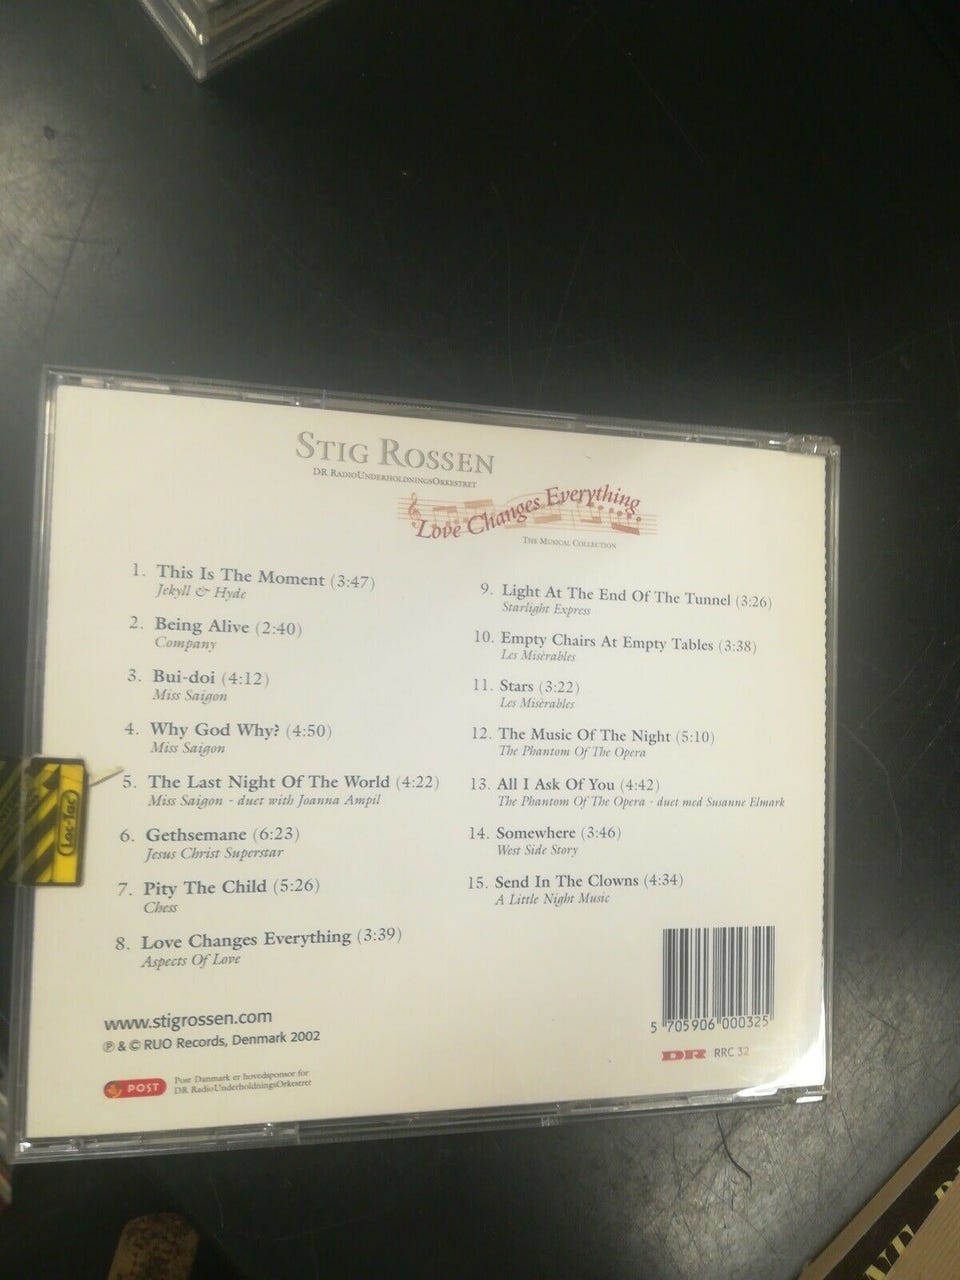 STIG ROSSEN
DR RADIOUNDERHOLDNINGSORKESTRET
Love Changes Everything
THE MUSICAL COLLECTION
1. This Is The Moment (3:47)
Jekyll & Hyde
2. Being Alive (2:40)
Company
3. Bui-doi (4:12)
Miss Saigon
4. Why God Why? (4:50)
Miss Saigon
5. The Last Night Of The World (4:22)
Miss Saigon - duet with Joanna Ampil
6. Gethsemane (6:23)
Jesus Christ Superstar
7. Pity The Child (5:26)
Chess
8. Love Changes Everything (3:39)
Aspects Of Love
9. Light At The End Of The Tunnel (3:26)
Starlight Express
10. Empty Chairs At Empty Tables (3:38)
Les Misèrables
11. Stars (3:22)
Les Misèrables
12. The Music Of The Night (5:10)
The Phantom Of The Opera
13. All I Ask Of You (4:42)
The Phantom Of The Opera - duet med Susanne Elmark
14. Somewhere (3:46)
West Side Story
15. Send In The Clowns (4:34)
A Little Night Music
www.stigrossen.com
℗ & © RUO Records, Denmark 2002
POST
Post Danmark er hovedsponsor for
DR RadioUnderholdningsOrkestret
5 705906 000325
DR RRC 32
Loc-Tac